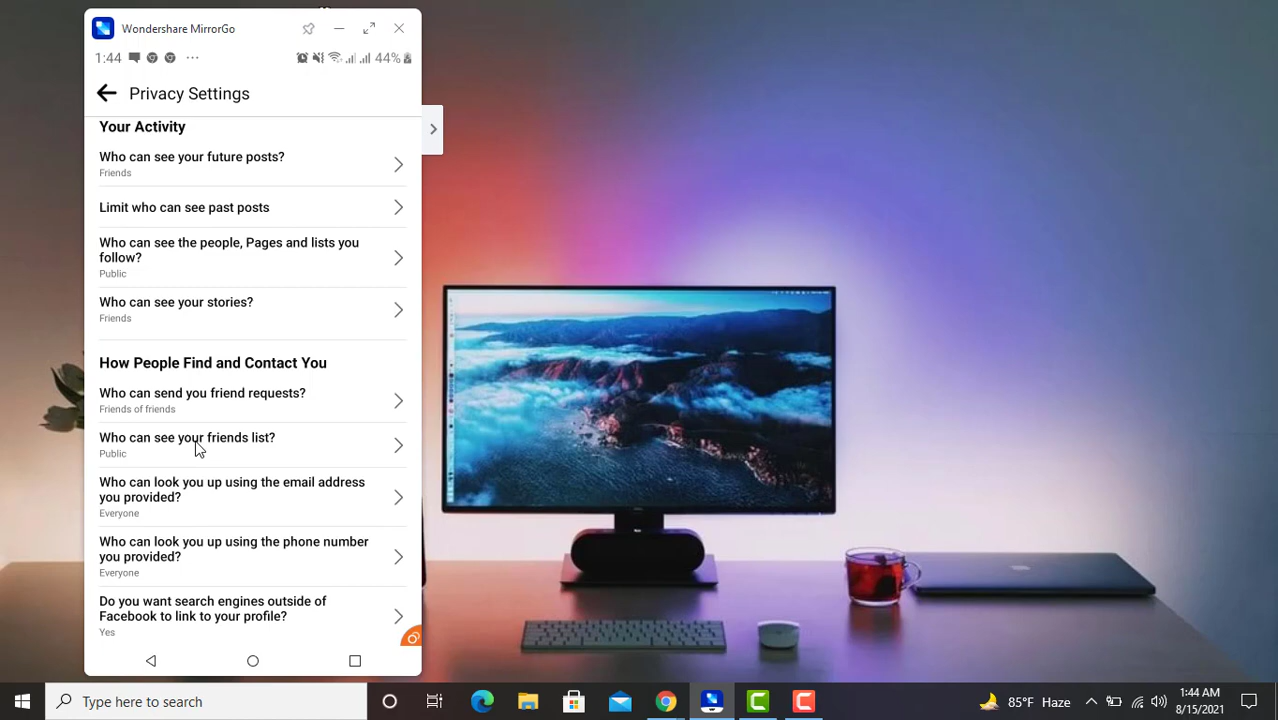 Wondershare MirrorGo
1:44
44%
Privacy Settings
Your Activity
Who can see your future posts?
Friends
Limit who can see past posts
Who can see the people, Pages and lists you
follow?
Public
Who can see your stories?
Friends
How People Find and Contact You
Who can send you friend requests?
Friends of friends
Who can see your friends list?
Public
Who can look you up using the email address
you provided?
Everyone
Who can look you up using the phone number
you provided?
Everyone
Do you want search engines outside of
Facebook to link to your profile?
Yes
Type here to search
85°F Haze
1:44 AM
8/15/2021